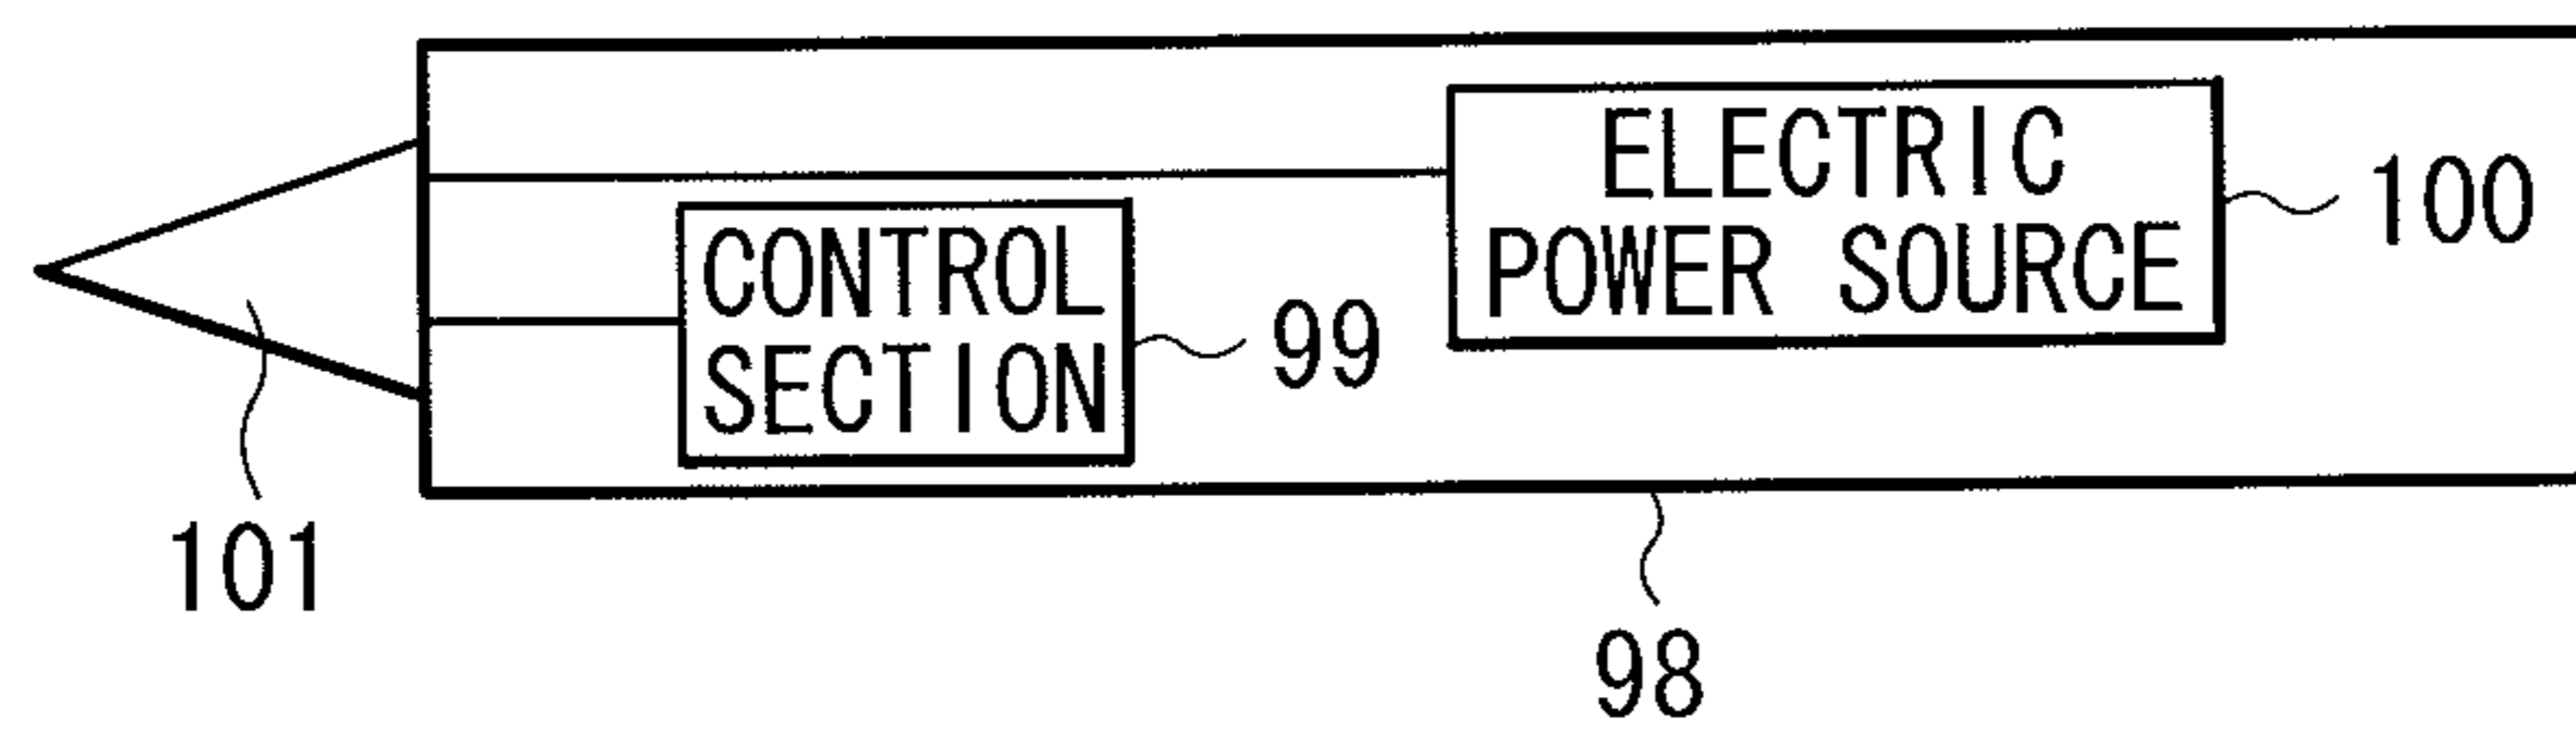 ELECTRIC
POWER SOURCE
100
CONTROL
SECTION
99
101
98